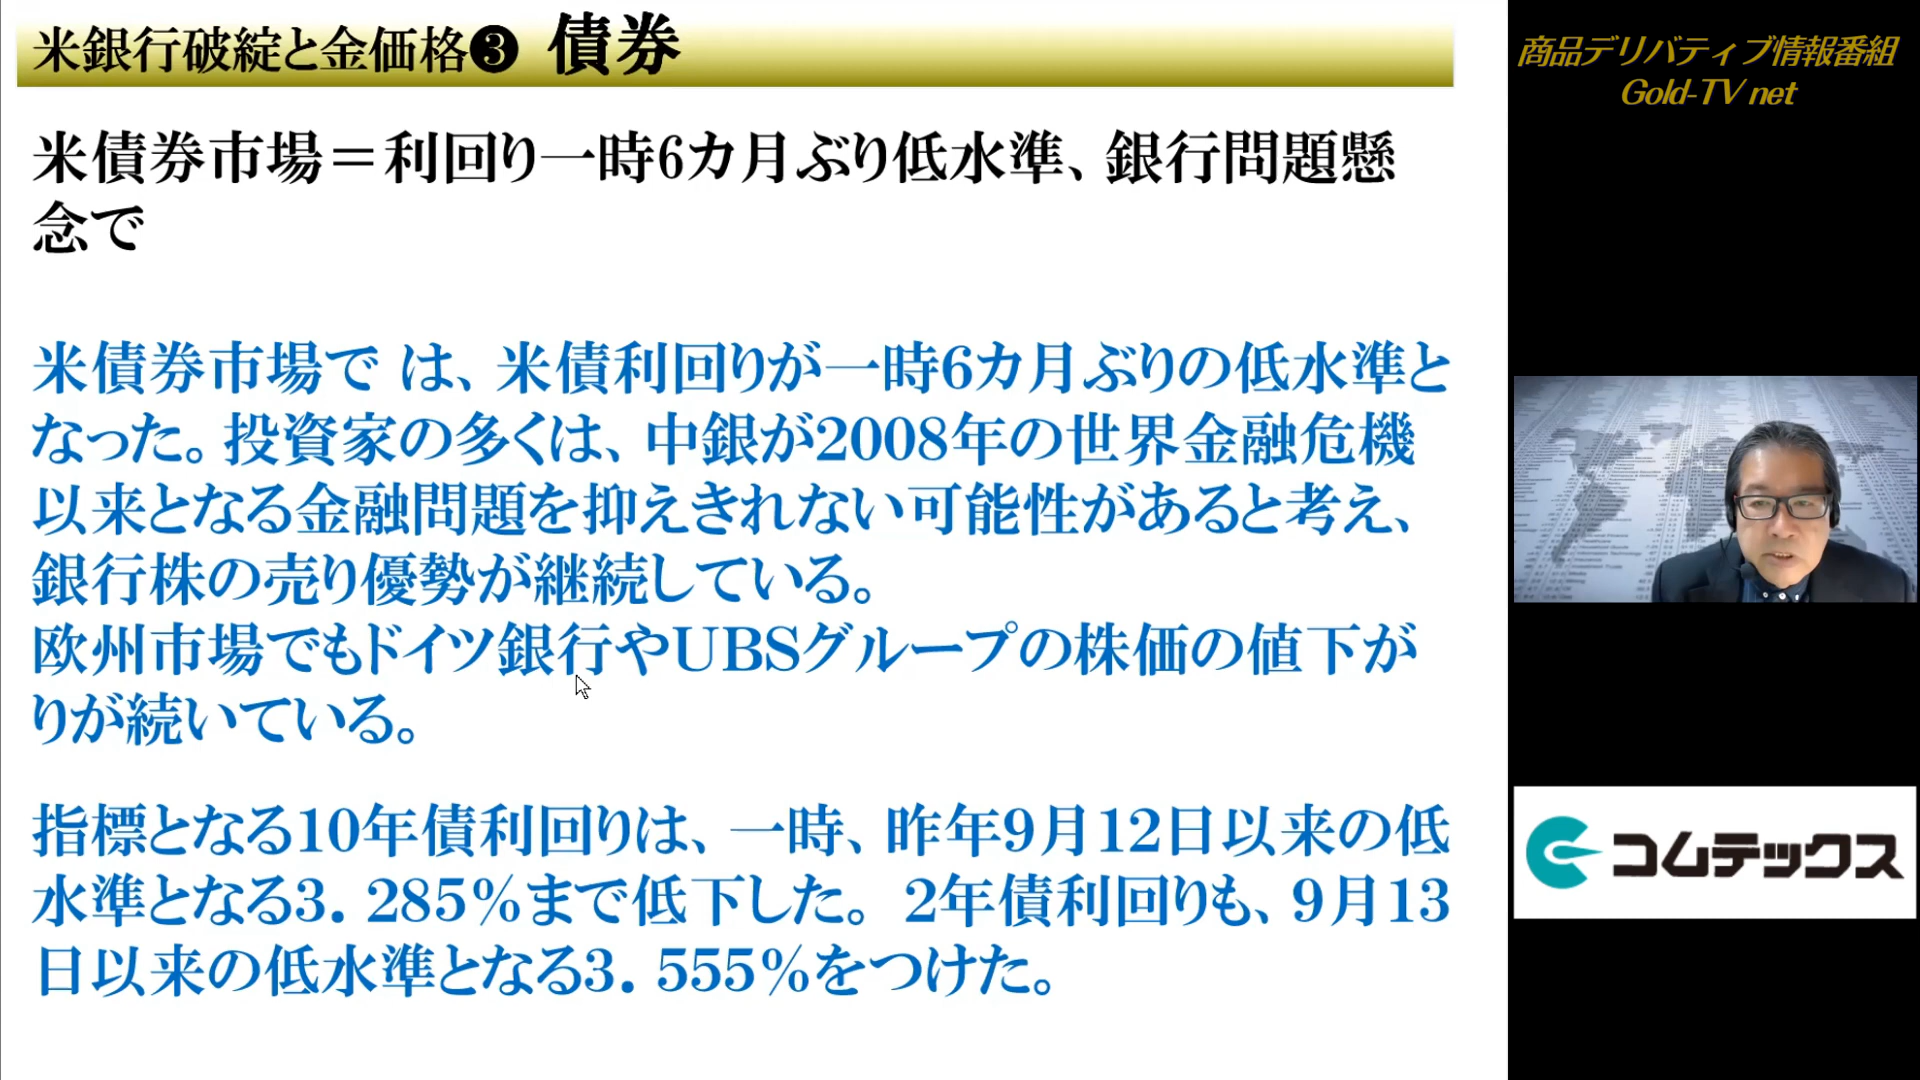 米銀行破綻と金価格❸ 債券
米債券市場＝利回り一時6カ月ぶり低水準、銀行問題懸
念で
米債券市場で は、米債利回りが一時6カ月ぶりの低水準と
なった。投資家の多くは、中銀が2008年の世界金融危機
以来となる金融問題を抑えきれない可能性があると考え、
銀行株の売り優勢が継続している。
欧州市場でもドイツ銀行やUBSグループの株価の値下が
りが続いている。
指標となる10年債利回りは、一時、昨年9月12日以来の低
水準となる3．285％まで低下した。 2年債利回りも、9月13
日以来の低水準となる3．555％をつけた。
商品デリバティブ情報番組
Gold-TV net
コムテックス